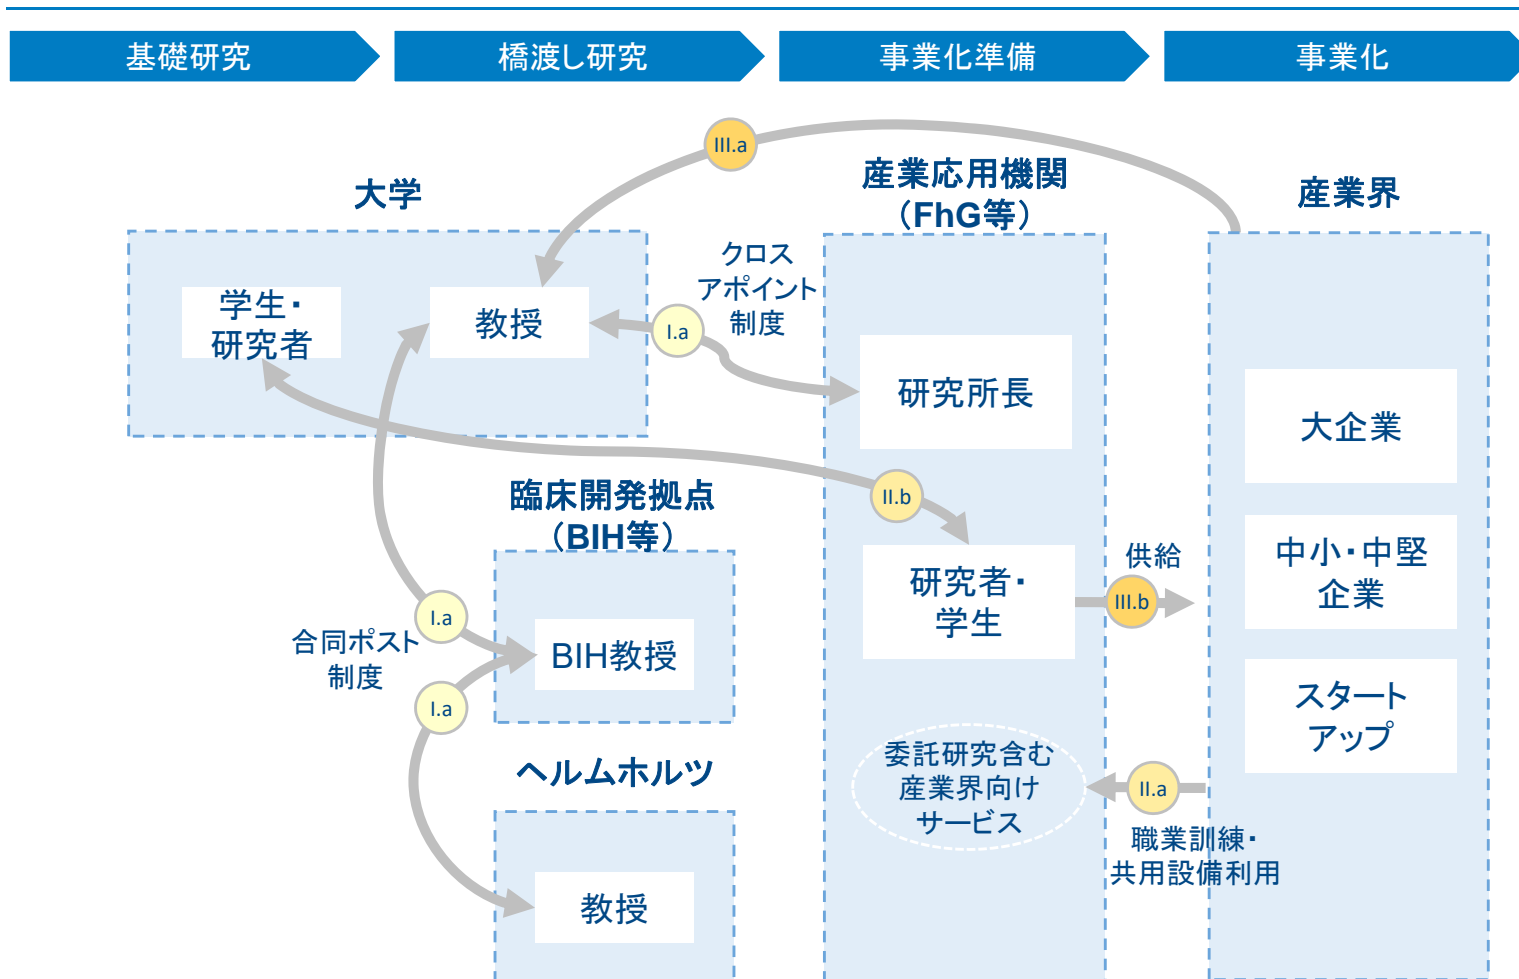 基礎研究
橋渡し研究
事業化準備
事業化
III.a
大学
産業応用機関
（FhG等）
産業界
学生・
研究者
教授
I.a
クロス
アポイント
制度
研究所長
大企業
II.b
臨床開発拠点
（BIH等）
研究者・
学生
供給
III.b
中小・中堅
企業
I.a
合同ポスト
制度
I.a
BIH教授
スタート
アップ
ヘルムホルツ
教授
委託研究含む
産業界向け
サービス
II.a
職業訓練・
共用設備利用